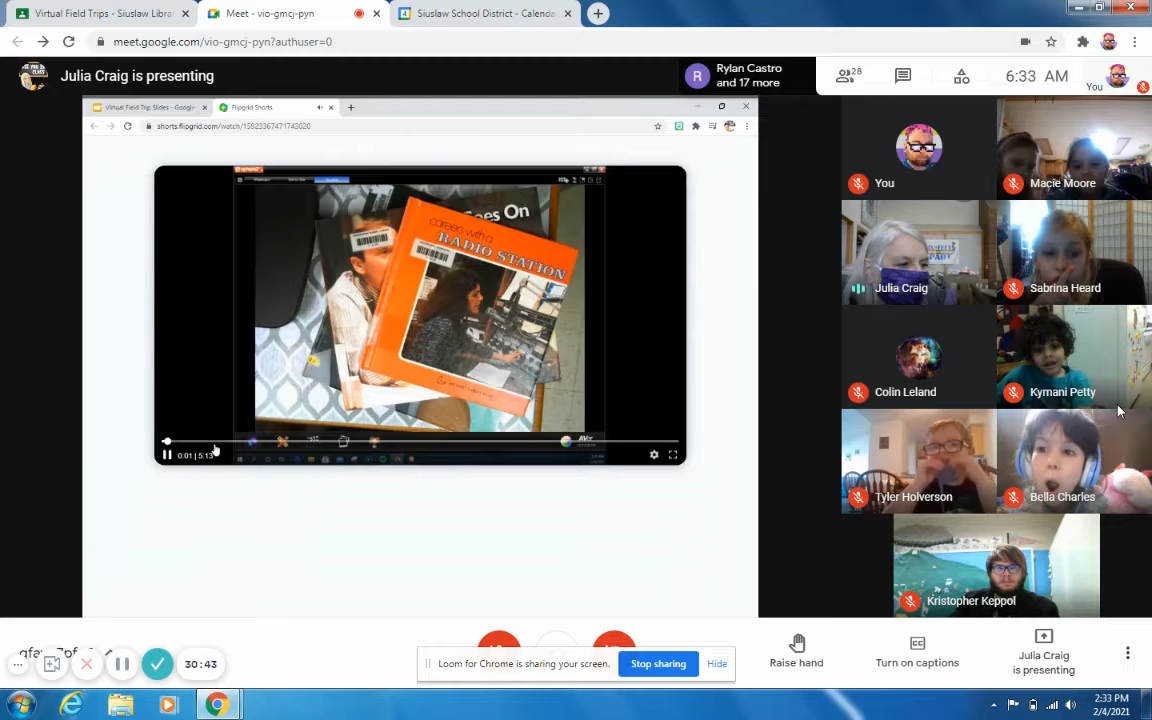 Virtual Field Trips - Siuslaw Libra
Meet - vio-gmcj-pyn
Siuslaw School District - Calenda
meet.google.com/vio-gmcj-pyn?authuser=0
Julia Craig is presenting
R
Rylan Castro
and 17 more
28
6:33 AM
You
Virtual Field Trip Slides - Google
Flipgrid Shorts
shorts.flipgrid.com/watch/15923367471743020
Goes On
careers with a
RADIO STATION
AVer
0:01 | 5:13
You
Macie Moore
Julia Craig
Sabrina Heard
Colin Leland
Kymani Petty
Tyler Holverson
Bella Charles
Kristopher Keppol
30:43
Loom for Chrome is sharing your screen.
Stop sharing
Hide
Raise hand
Turn on captions
Julia Craig
is presenting
2:33 PM
2/4/2021